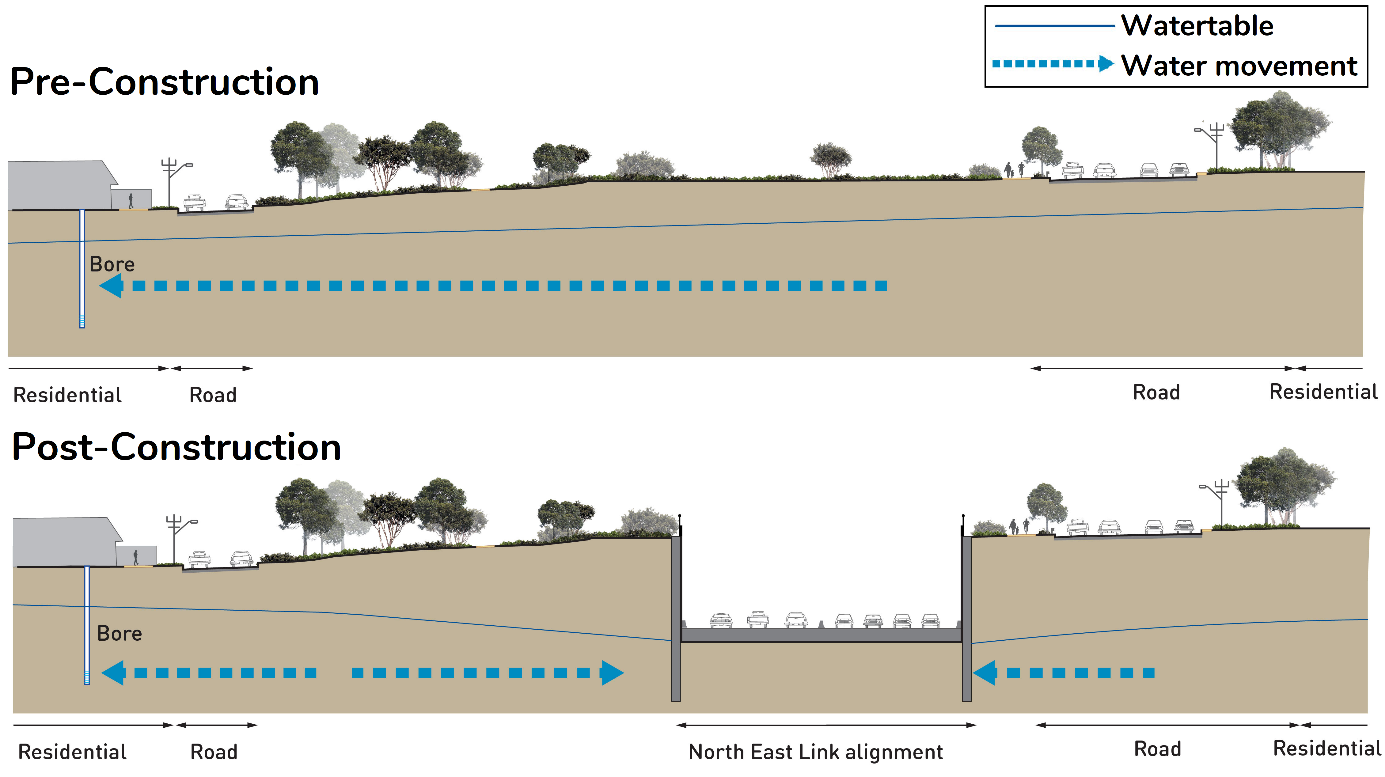 Watertable
Water movement
Pre-Construction
Bore
Residential
Road
Road
Residential
Post-Construction
Bore
Residential
Road
North East Link alignment
Road
Residential